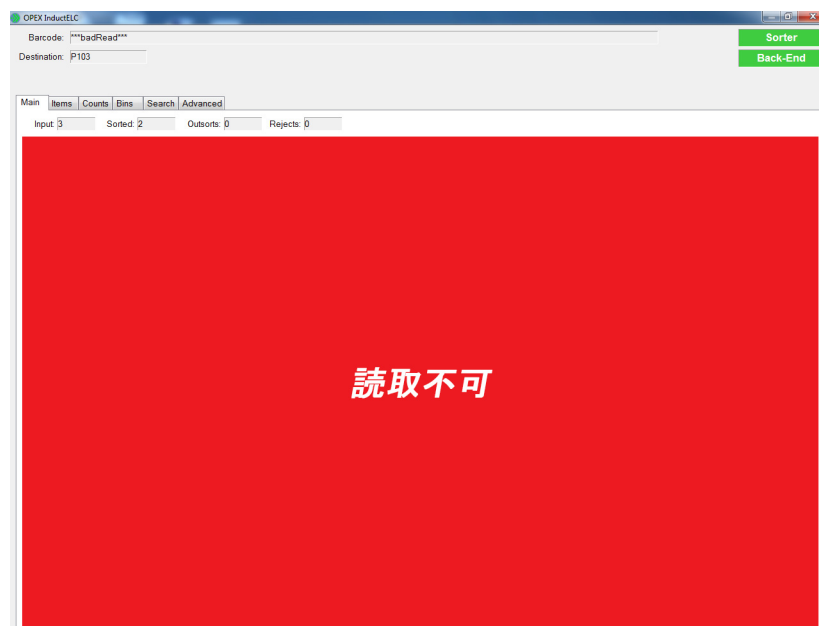 OPEX InductELC
Barcode: ***badRead***
Sorter
Destination: P103
Back-End
Main Items Counts Bins Search Advanced
Input: 3 Sorted: 2 Outsorts: 0 Rejects: 0
読取不可